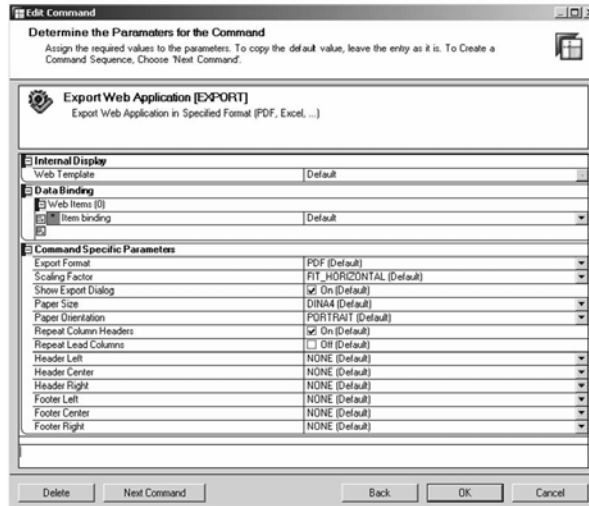 Edit Command
Determine the Paramaters for the Command
Assign the required values to the parameters. To copy the default value, leave the entry as it is. To Create a
Command Sequence, Choose 'Next Command'.
Export Web Application [EXPORT]
Export Web Application in Specified Format (PDF, Excel, ...)
Internal Display
Web Template Default
Data Binding
Web Items (0)
* Item binding Default
Command Specific Parameters
Export Format PDF (Default)
Scaling Factor FIT_HORIZONTAL (Default)
Show Export Dialog On (Default)
Paper Size DINA4 (Default)
Paper Orientation PORTRAIT (Default)
Repeat Column Headers On (Default)
Repeat Lead Columns Off (Default)
Header Left NONE (Default)
Header Center NONE (Default)
Header Right NONE (Default)
Footer Left NONE (Default)
Footer Center NONE (Default)
Footer Right NONE (Default)
Delete Next Command Back OK Cancel